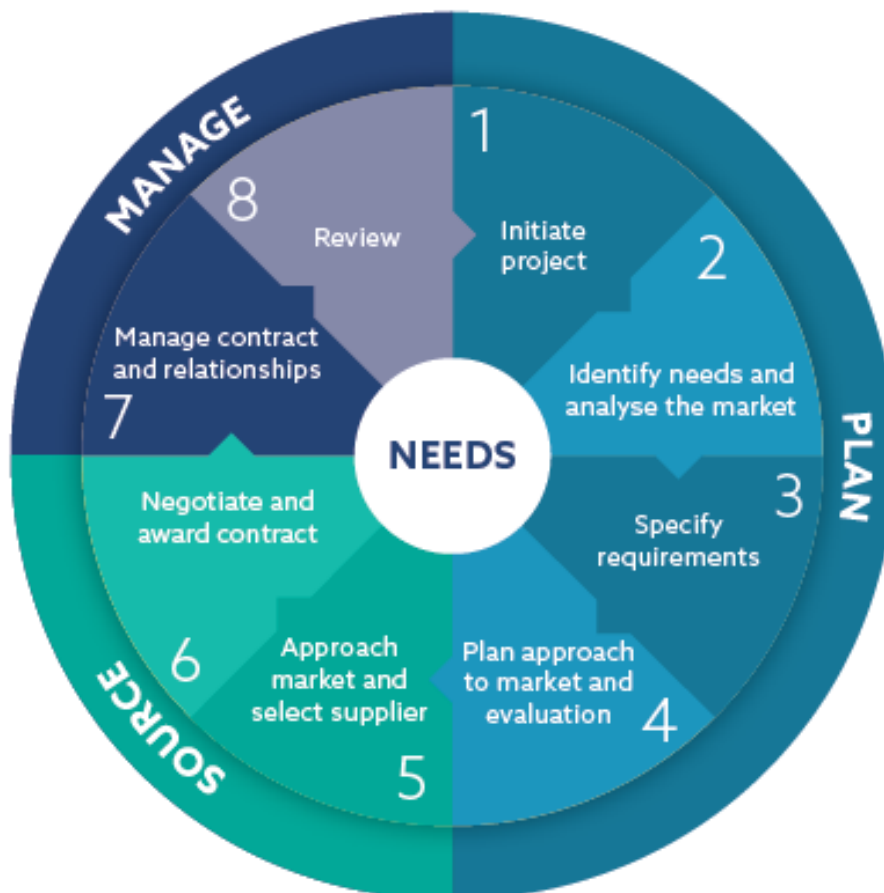 MANAGE
PLAN
SOURCE
NEEDS
1
Initiate
project
2
Identify needs and
analyse the market
3
Specify
requirements
4
Plan approach
to market and
evaluation
5
Approach
market and
select supplier
6
Negotiate and
award contract
7
Manage contract
and relationships
8
Review